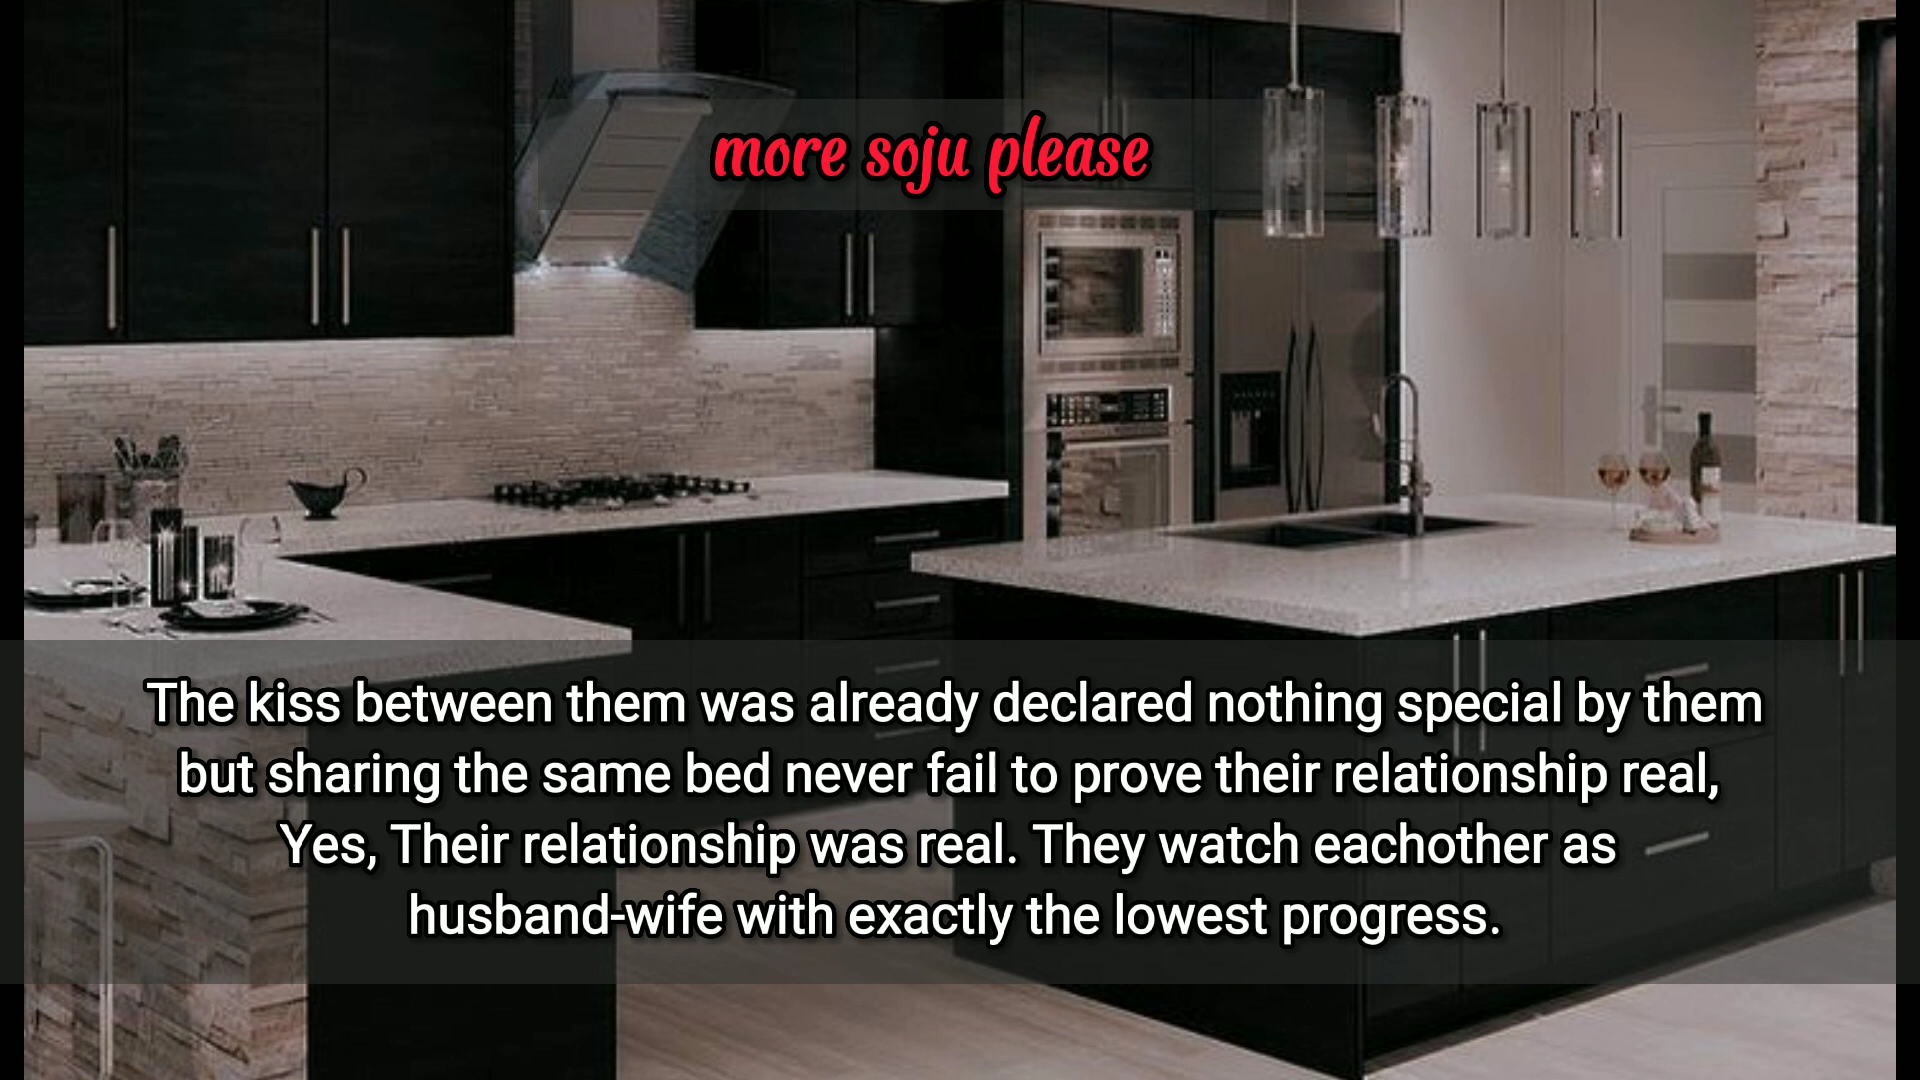 more soju please
The kiss between them was already declared nothing special by them
but sharing the same bed never fail to prove their relationship real,
Yes, Their relationship was real. They watch eachother as
husband-wife with exactly the lowest progress.